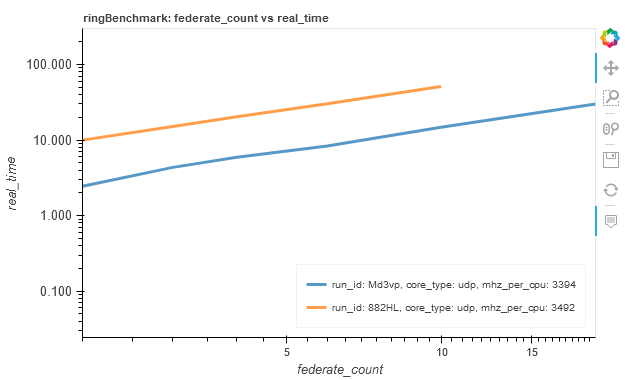 ringBenchmark: federate_count vs real_time
100.000
10.000
1.000
0.100
real_time
run_id: Md3vp, core_type: udp, mhz_per_cpu: 3394
run_id: 882HL, core_type: udp, mhz_per_cpu: 3492
5
10
15
federate_count